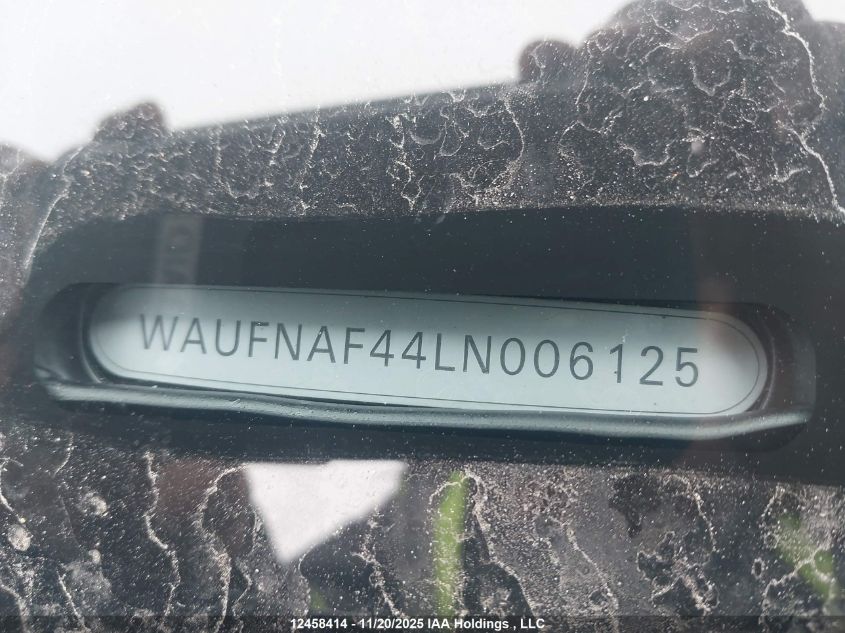 WAUFNAF44LN006125
12458414 - 11/20/2025 IAA Holdings , LLC